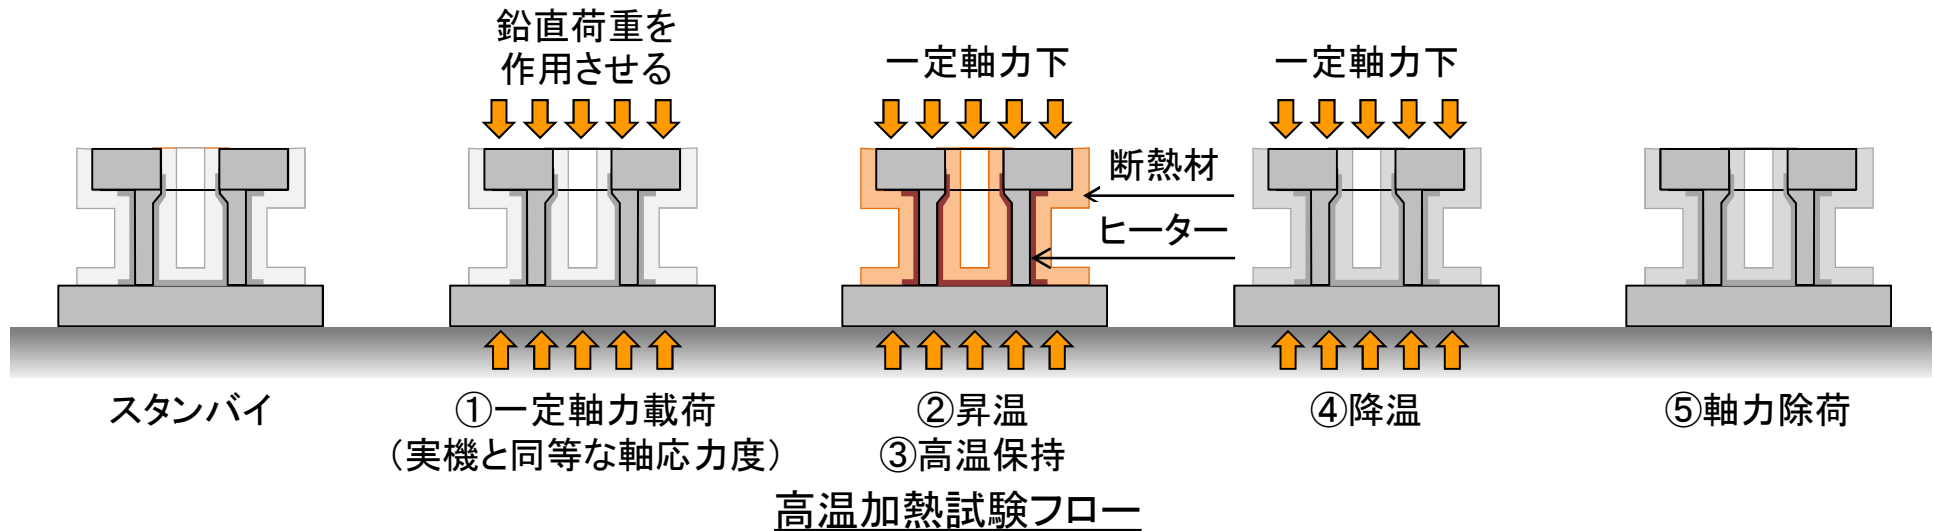 鉛直荷重を
作用させる
一定軸力下
一定軸力下
断熱材
ヒーター
スタンバイ
①一定軸力載荷
（実機と同等な軸応力度）
②昇温
③高温保持
④降温
⑤軸力除荷
高温加熱試験フロー